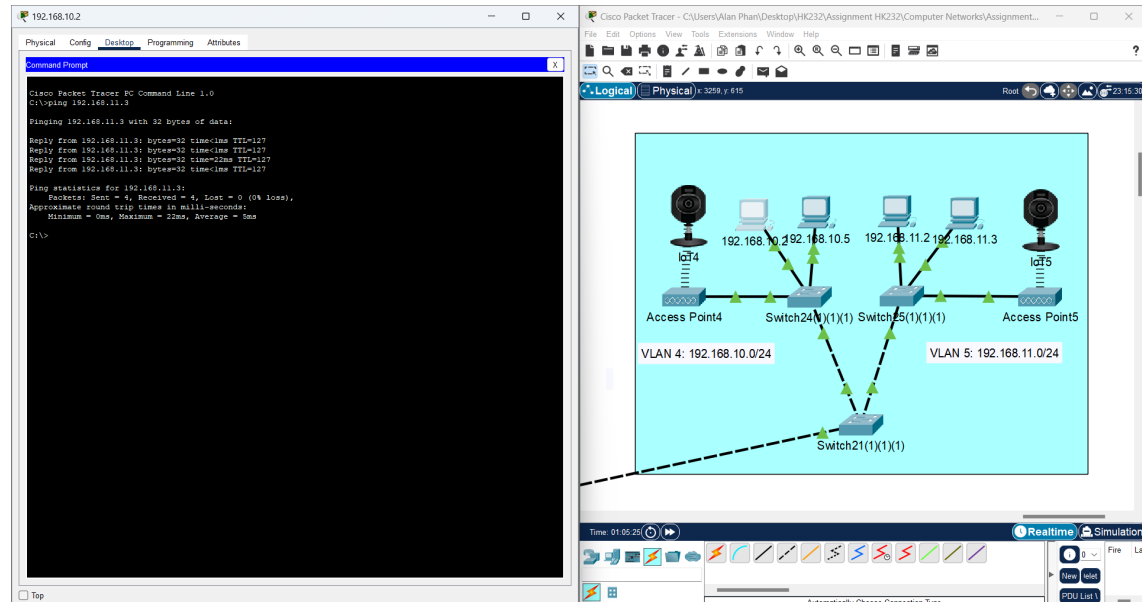 192.168.10.2
Physical Config Desktop Programming Attributes
Command Prompt
X
Cisco Packet Tracer PC Command Line 1.0
C:\>ping 192.168.11.3
Pinging 192.168.11.3 with 32 bytes of data:
Reply from 192.168.11.3: bytes=32 time<1ms TTL=127
Reply from 192.168.11.3: bytes=32 time<1ms TTL=127
Reply from 192.168.11.3: bytes=32 time=22ms TTL=127
Reply from 192.168.11.3: bytes=32 time<1ms TTL=127
Ping statistics for 192.168.11.3:
Packets: Sent = 4, Received = 4, Lost = 0 (0% loss),
Approximate round trip times in milli-seconds:
Minimum = 0ms, Maximum = 22ms, Average = 5ms
C:\>
Top
Cisco Packet Tracer - C:\Users\Alan Phan\Desktop\HK232\Assignment HK232\Computer Networks\Assignment...
File Edit Options View Tools Extensions Window Help
?
Logical Physical x: 3259, y: 615
Root 23:15:30
192.168.10.2 192.168.10.5 192.168.11.2 192.168.11.3
IoT4 IoT5
Access Point4 Switch24(1)(1)(1) Switch25(1)(1)(1) Access Point5
VLAN 4: 192.168.10.0/24 VLAN 5: 192.168.11.0/24
Switch21(1)(1)(1)
Time: 01:05:25
Realtime Simulation
0 Fire La
New elet
PDU List \
Automatically Choose Connection Type